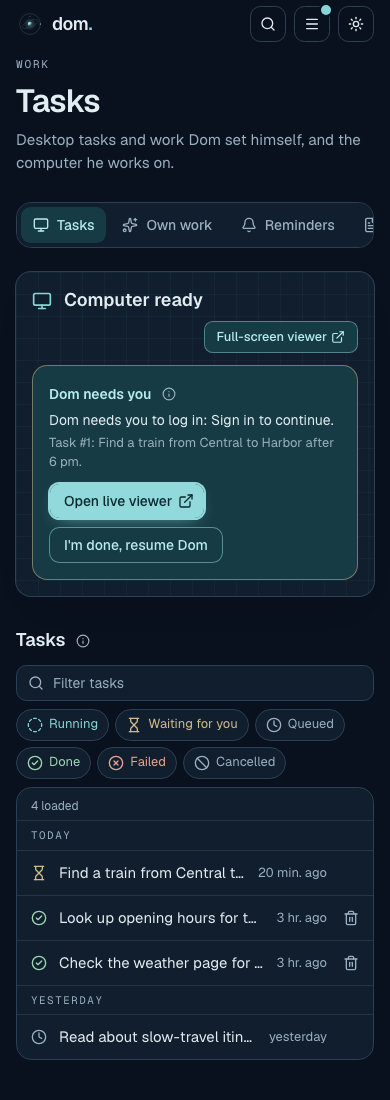 dom.
WORK
Tasks
Desktop tasks and work Dom set himself, and the
computer he works on.
Tasks
Own work
Reminders
Computer ready
Full-screen viewer
Dom needs you
Dom needs you to log in: Sign in to continue.
Task #1: Find a train from Central to Harbor after
6 pm.
Open live viewer
I'm done, resume Dom
Tasks
Filter tasks
Running
Waiting for you
Queued
Done
Failed
Cancelled
4 loaded
TODAY
Find a train from Central t... 20 min. ago
Look up opening hours for t... 3 hr. ago
Check the weather page for ... 3 hr. ago
YESTERDAY
Read about slow-travel itin... yesterday